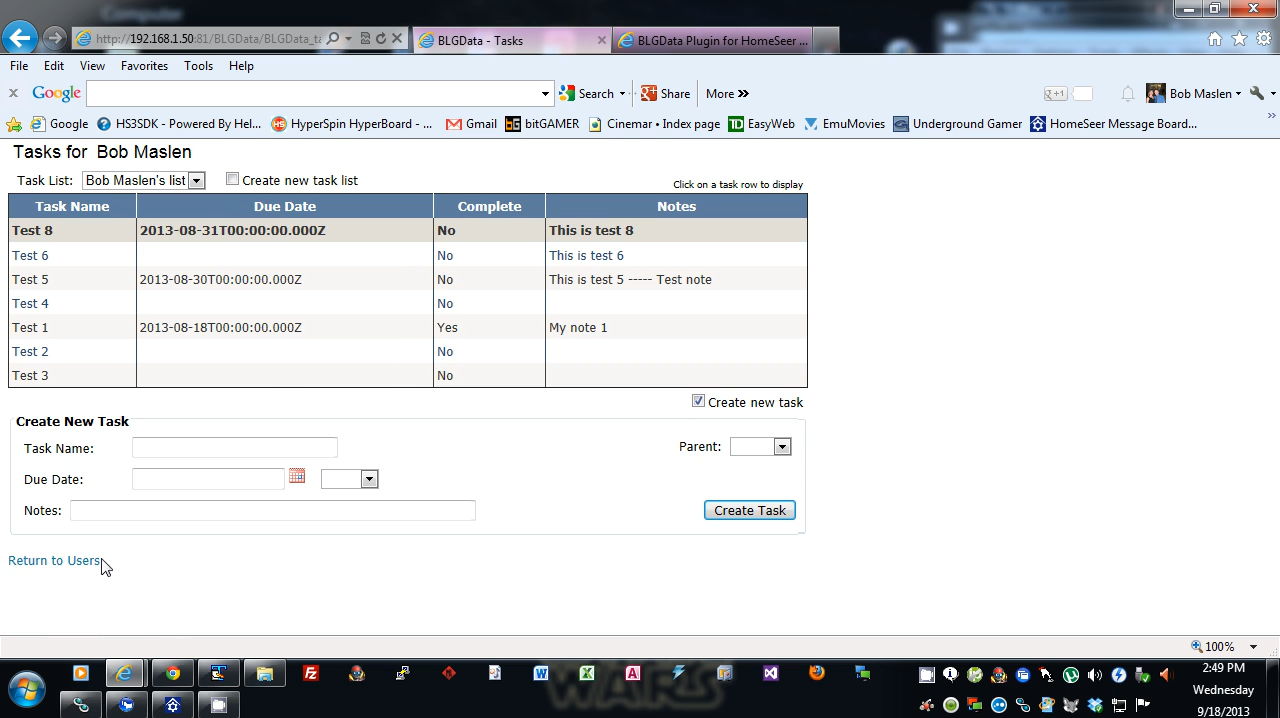 Computer
http://192.168.1.50:81/BLGData/BLGData_ta
BLGData - Tasks
BLGData Plugin for HomeSeer ...
File Edit View Favorites Tools Help
Google Search Share More »
+1
Bob Maslen
Google HS3SDK - Powered By Hel... HyperSpin HyperBoard - ... Gmail bitGAMER Cinemar • Index page EasyWeb EmuMovies Underground Gamer HomeSeer Message Board...
Tasks for Bob Maslen
Task List: Bob Maslen's list Create new task list
Click on a task row to display
Task Name Due Date Complete Notes
Test 8 2013-08-31T00:00:00.000Z No This is test 8
Test 6 No This is test 6
Test 5 2013-08-30T00:00:00.000Z No This is test 5 ----- Test note
Test 4 No
Test 1 2013-08-18T00:00:00.000Z Yes My note 1
Test 2 No
Test 3 No
Create new task
Create New Task
Task Name: Parent:
Due Date:
Notes: Create Task
Return to Users
100%
WARS
2:49 PM
Wednesday
9/18/2013